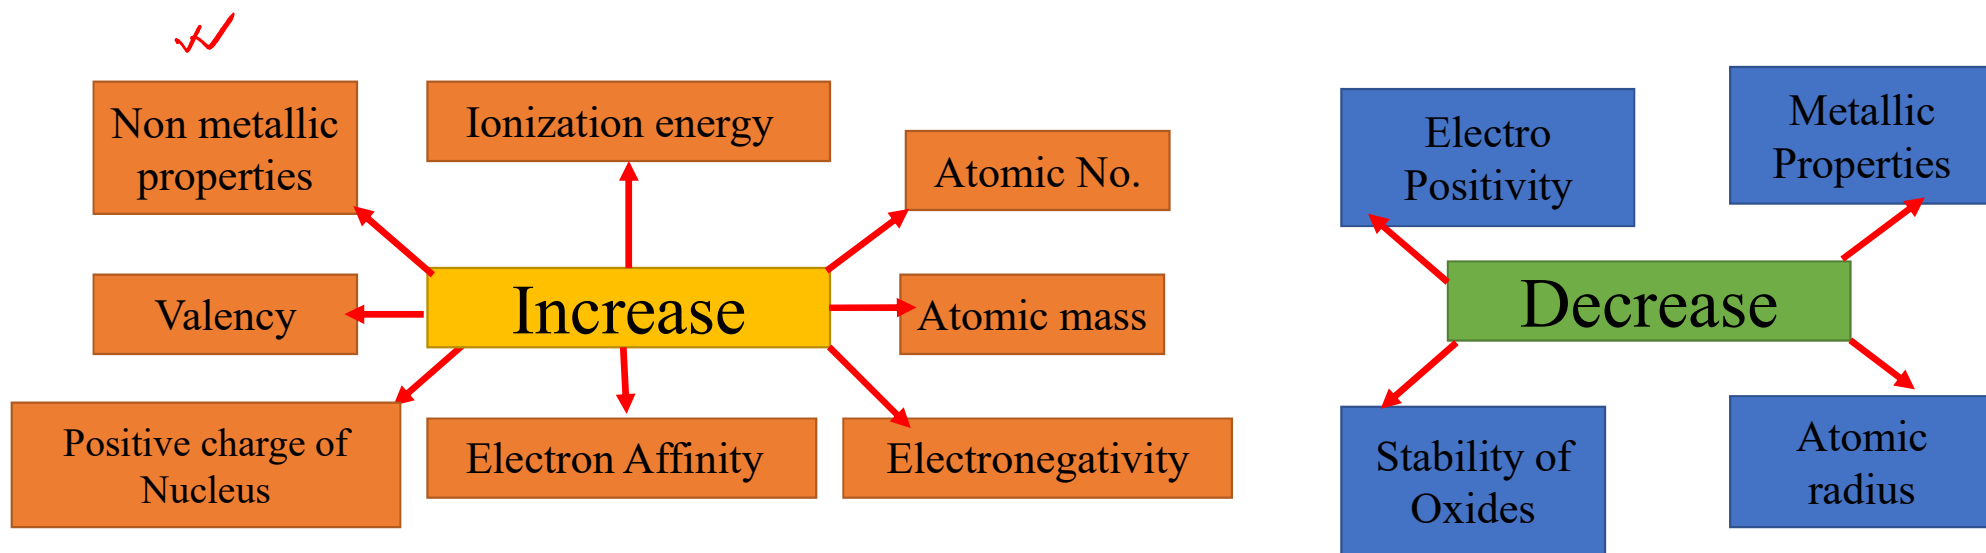 Non metallic
properties
Ionization energy
Atomic No.
Valency
Increase
Atomic mass
Positive charge of
Nucleus
Electron Affinity
Electronegativity
Electro
Positivity
Metallic
Properties
Decrease
Stability of
Oxides
Atomic
radius